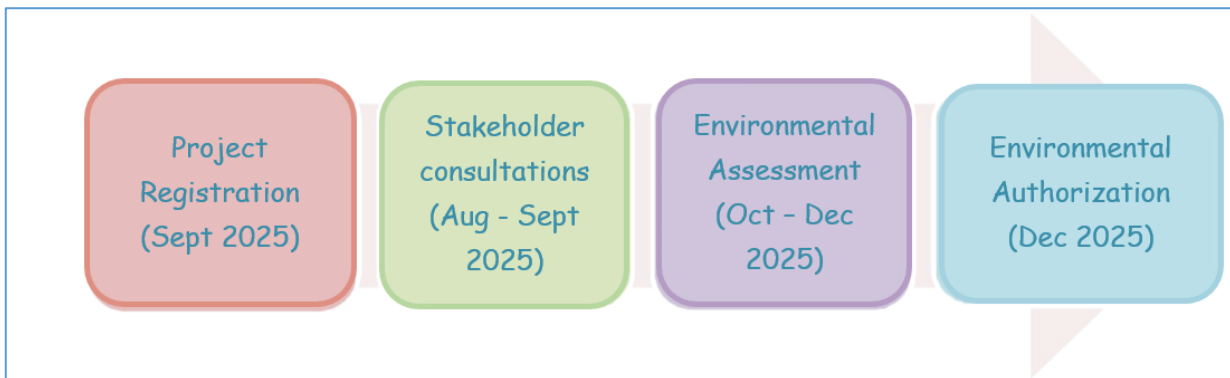 Project
Registration
(Sept 2025)
Stakeholder
consultations
(Aug - Sept
2025)
Environmental
Assessment
(Oct – Dec
2025)
Environmental
Authorization
(Dec 2025)